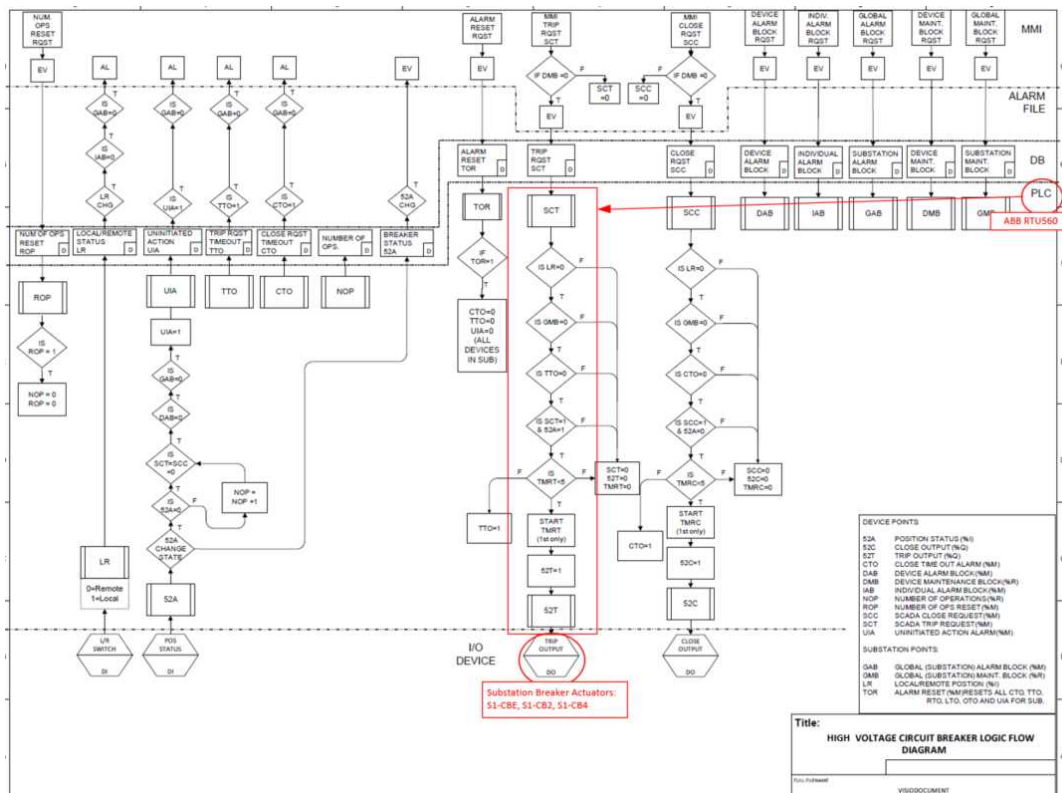 NUM.
OPS
RESET
RQST
ALARM
RESET
RQST
MMI
TRIP
RQST
SCT
MMI
CLOSE
RQST
SCC
DEVICE
ALARM
BLOCK
RQST
INDIV.
ALARM
BLOCK
RQST
GLOBAL
ALARM
BLOCK
RQST
DEVICE
MAINT.
BLOCK
RQST
GLOBAL
MAINT.
BLOCK
RQST
MMI
EV
AL
AL
AL
AL
EV
EV
IF DMB =0
F
SCT
=0
F
SCC
=0
IF DMB =0
EV
EV
EV
EV
EV
T
T
EV
EV
ALARM
FILE
IS
GAB=0
IS
GAB=0
IS
GAB=0
IS
GAB=0
T
IS
IAB=0
T
LR
CHG
T
IS
UIA=1
T
IS
TTO=1
T
IS
CTO=1
T
52A
CHG
ALARM
RESET
TOR
D
TRIP
RQST
SCT
D
CLOSE
RQST
SCC
D
DEVICE
ALARM
BLOCK
D
INDIVIDUAL
ALARM
BLOCK
D
SUBSTATION
ALARM
BLOCK
D
DEVICE
MAINT.
BLOCK
D
SUBSTATION
MAINT.
BLOCK
D
DB
PLC
ABB RTU560
TOR
SCT
SCC
DAB
IAB
GAB
DMB
GMB
NUM OF OPS
RESET
ROP
D
LOCAL/REMOTE
STATUS
LR
D
UNINITIATED
ACTION
UIA
D
TRIP RQST
TIMEOUT
TTO
D
CLOSE RQST
TIMEOUT
CTO
D
NUMBER OF
OPS.
D
BREAKER
STATUS
52A
D
ROP
UIA
TTO
CTO
NOP
IF
TOR=1
T
CTO=0
TTO=0
UIA=0
(ALL
DEVICES
IN SUB)
IS
ROP = 1
T
NOP = 0
ROP = 0
UIA=1
T
IS
GAB=0
T
IS
DAB=0
T
IS
SCT=SCC
=0
T
IS
52A=0
F
NOP =
NOP +1
T
52A
CHANGE
STATE
52A
LR
0=Remote
1=Local
IS LR=0
F
T
IS GMB=0
F
T
IS TTO=0
F
T
IS SCT=1
& 52A=1
F
T
IS
TMRT<5
F
F
SCT=0
52T=0
TMRT=0
TTO=1
T
START
TMRT
(1st only)
52T=1
52T
IS LR=0
F
T
IS GMB=0
F
T
IS CTO=0
F
T
IS SCC=1
& 52A=0
F
T
IS
TMRC<5
F
F
SCC=0
52C=0
TMRC=0
CTO=1
T
START
TMRC
(1st only)
52C=1
52C
L/R
SWITCH
DI
POS
STATUS
DI
I/O
DEVICE
TRIP
OUTPUT
DO
CLOSE
OUTPUT
DO
Substation Breaker Actuators:
S1-CBE, S1-CB2, S1-CB4
DEVICE POINTS:
52A POSITION STATUS (%I)
52C CLOSE OUTPUT (%Q)
52T TRIP OUTPUT (%Q)
CTO CLOSE TIME OUT ALARM (%M)
DAB DEVICE ALARM BLOCK (%M)
DMB DEVICE MAINTENANCE BLOCK(%R)
IAB INDIVIDUAL ALARM BLOCK(%M)
NOP NUMBER OF OPERATIONS(%R)
ROP NUMBER OF OPS RESET(%M)
SCC SCADA CLOSE REQUEST(%M)
SCT SCADA TRIP REQUEST(%M)
UIA UNINITIATED ACTION ALARM(%M)
SUBSTATION POINTS:
GAB GLOBAL (SUBSTATION) ALARM BLOCK (%M)
GMB GLOBAL (SUBSTATION) MAINT. BLOCK (%R)
LR LOCAL/REMOTE POSTION (%I)
TOR ALARM RESET (%M)RESETS ALL CTO, TTO,
RTO, LTO, OTO AND UIA FOR SUB.
Title:
HIGH VOLTAGE CIRCUIT BREAKER LOGIC FLOW
DIAGRAM
VISIODOCUMENT